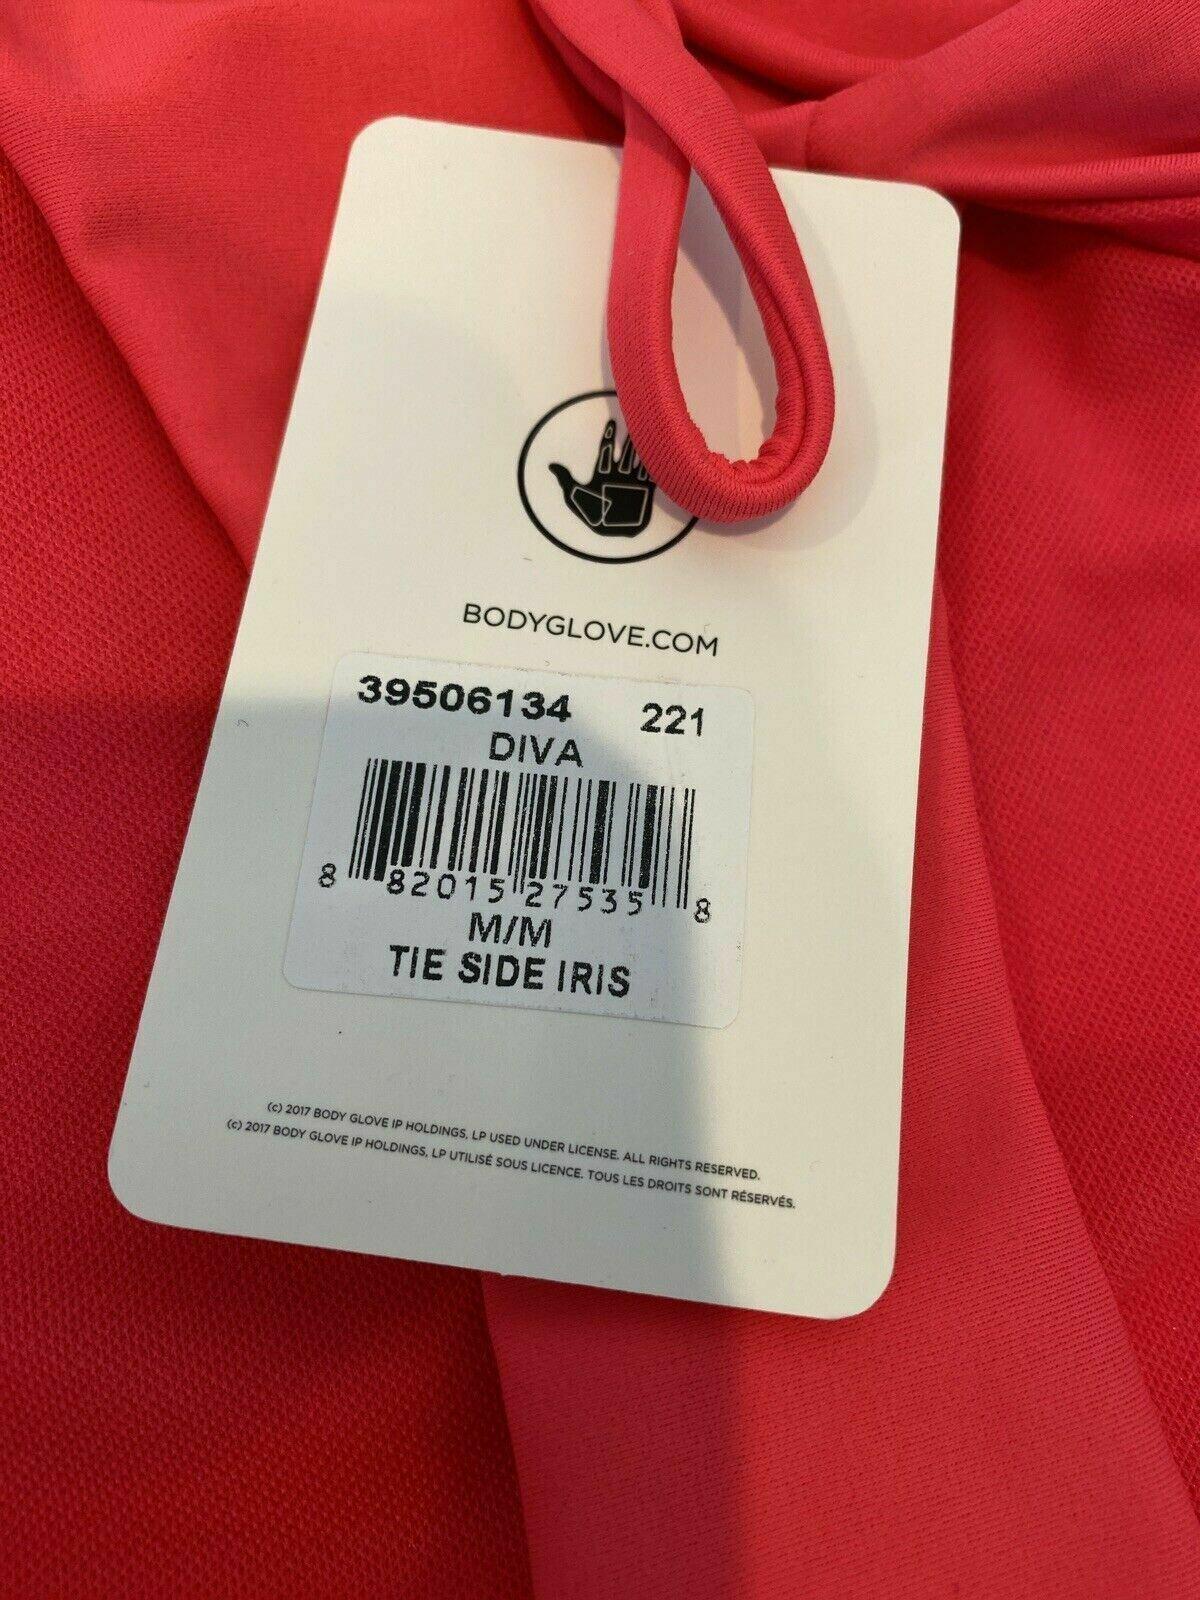 BODYGLOVE.COM
39506134 221
DIVA
8 82015 27535 8
M/M
TIE SIDE IRIS
(c) 2017 BODY GLOVE IP HOLDINGS, LP USED UNDER LICENSE. ALL RIGHTS RESERVED.
(c) 2017 BODY GLOVE IP HOLDINGS, LP UTILISÉ SOUS LICENCE. TOUS LES DROITS SONT RÉSERVÉS.